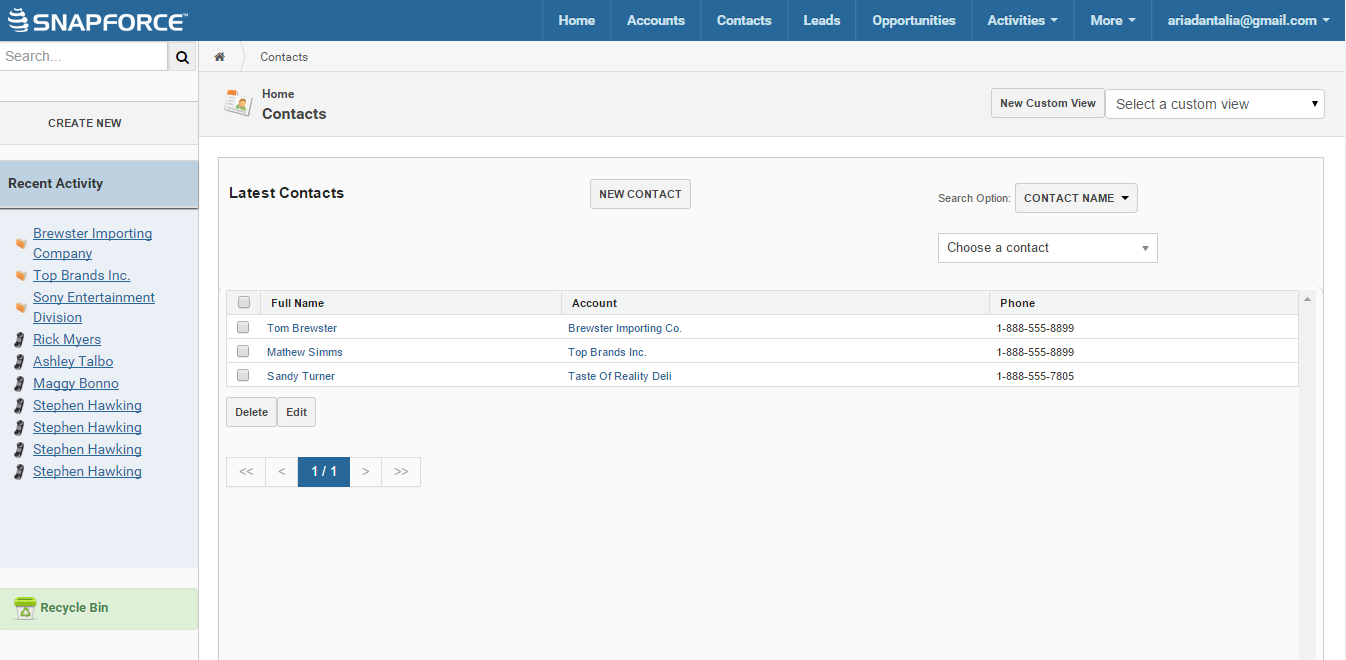 SNAPFORCE™
Home Accounts Contacts Leads Opportunities Activities More ariadantalia@gmail.com
Search...
Contacts
Home
Contacts
New Custom View Select a custom view
CREATE NEW
Recent Activity
Brewster Importing
Company
Top Brands Inc.
Sony Entertainment
Division
Rick Myers
Ashley Talbo
Maggy Bonno
Stephen Hawking
Stephen Hawking
Stephen Hawking
Stephen Hawking
Recycle Bin
Latest Contacts NEW CONTACT Search Option: CONTACT NAME
Choose a contact
Full Name Account Phone
Tom Brewster Brewster Importing Co. 1-888-555-8899
Mathew Simms Top Brands Inc. 1-888-555-8899
Sandy Turner Taste Of Reality Deli 1-888-555-7805
Delete Edit
<< < 1 / 1 > >>